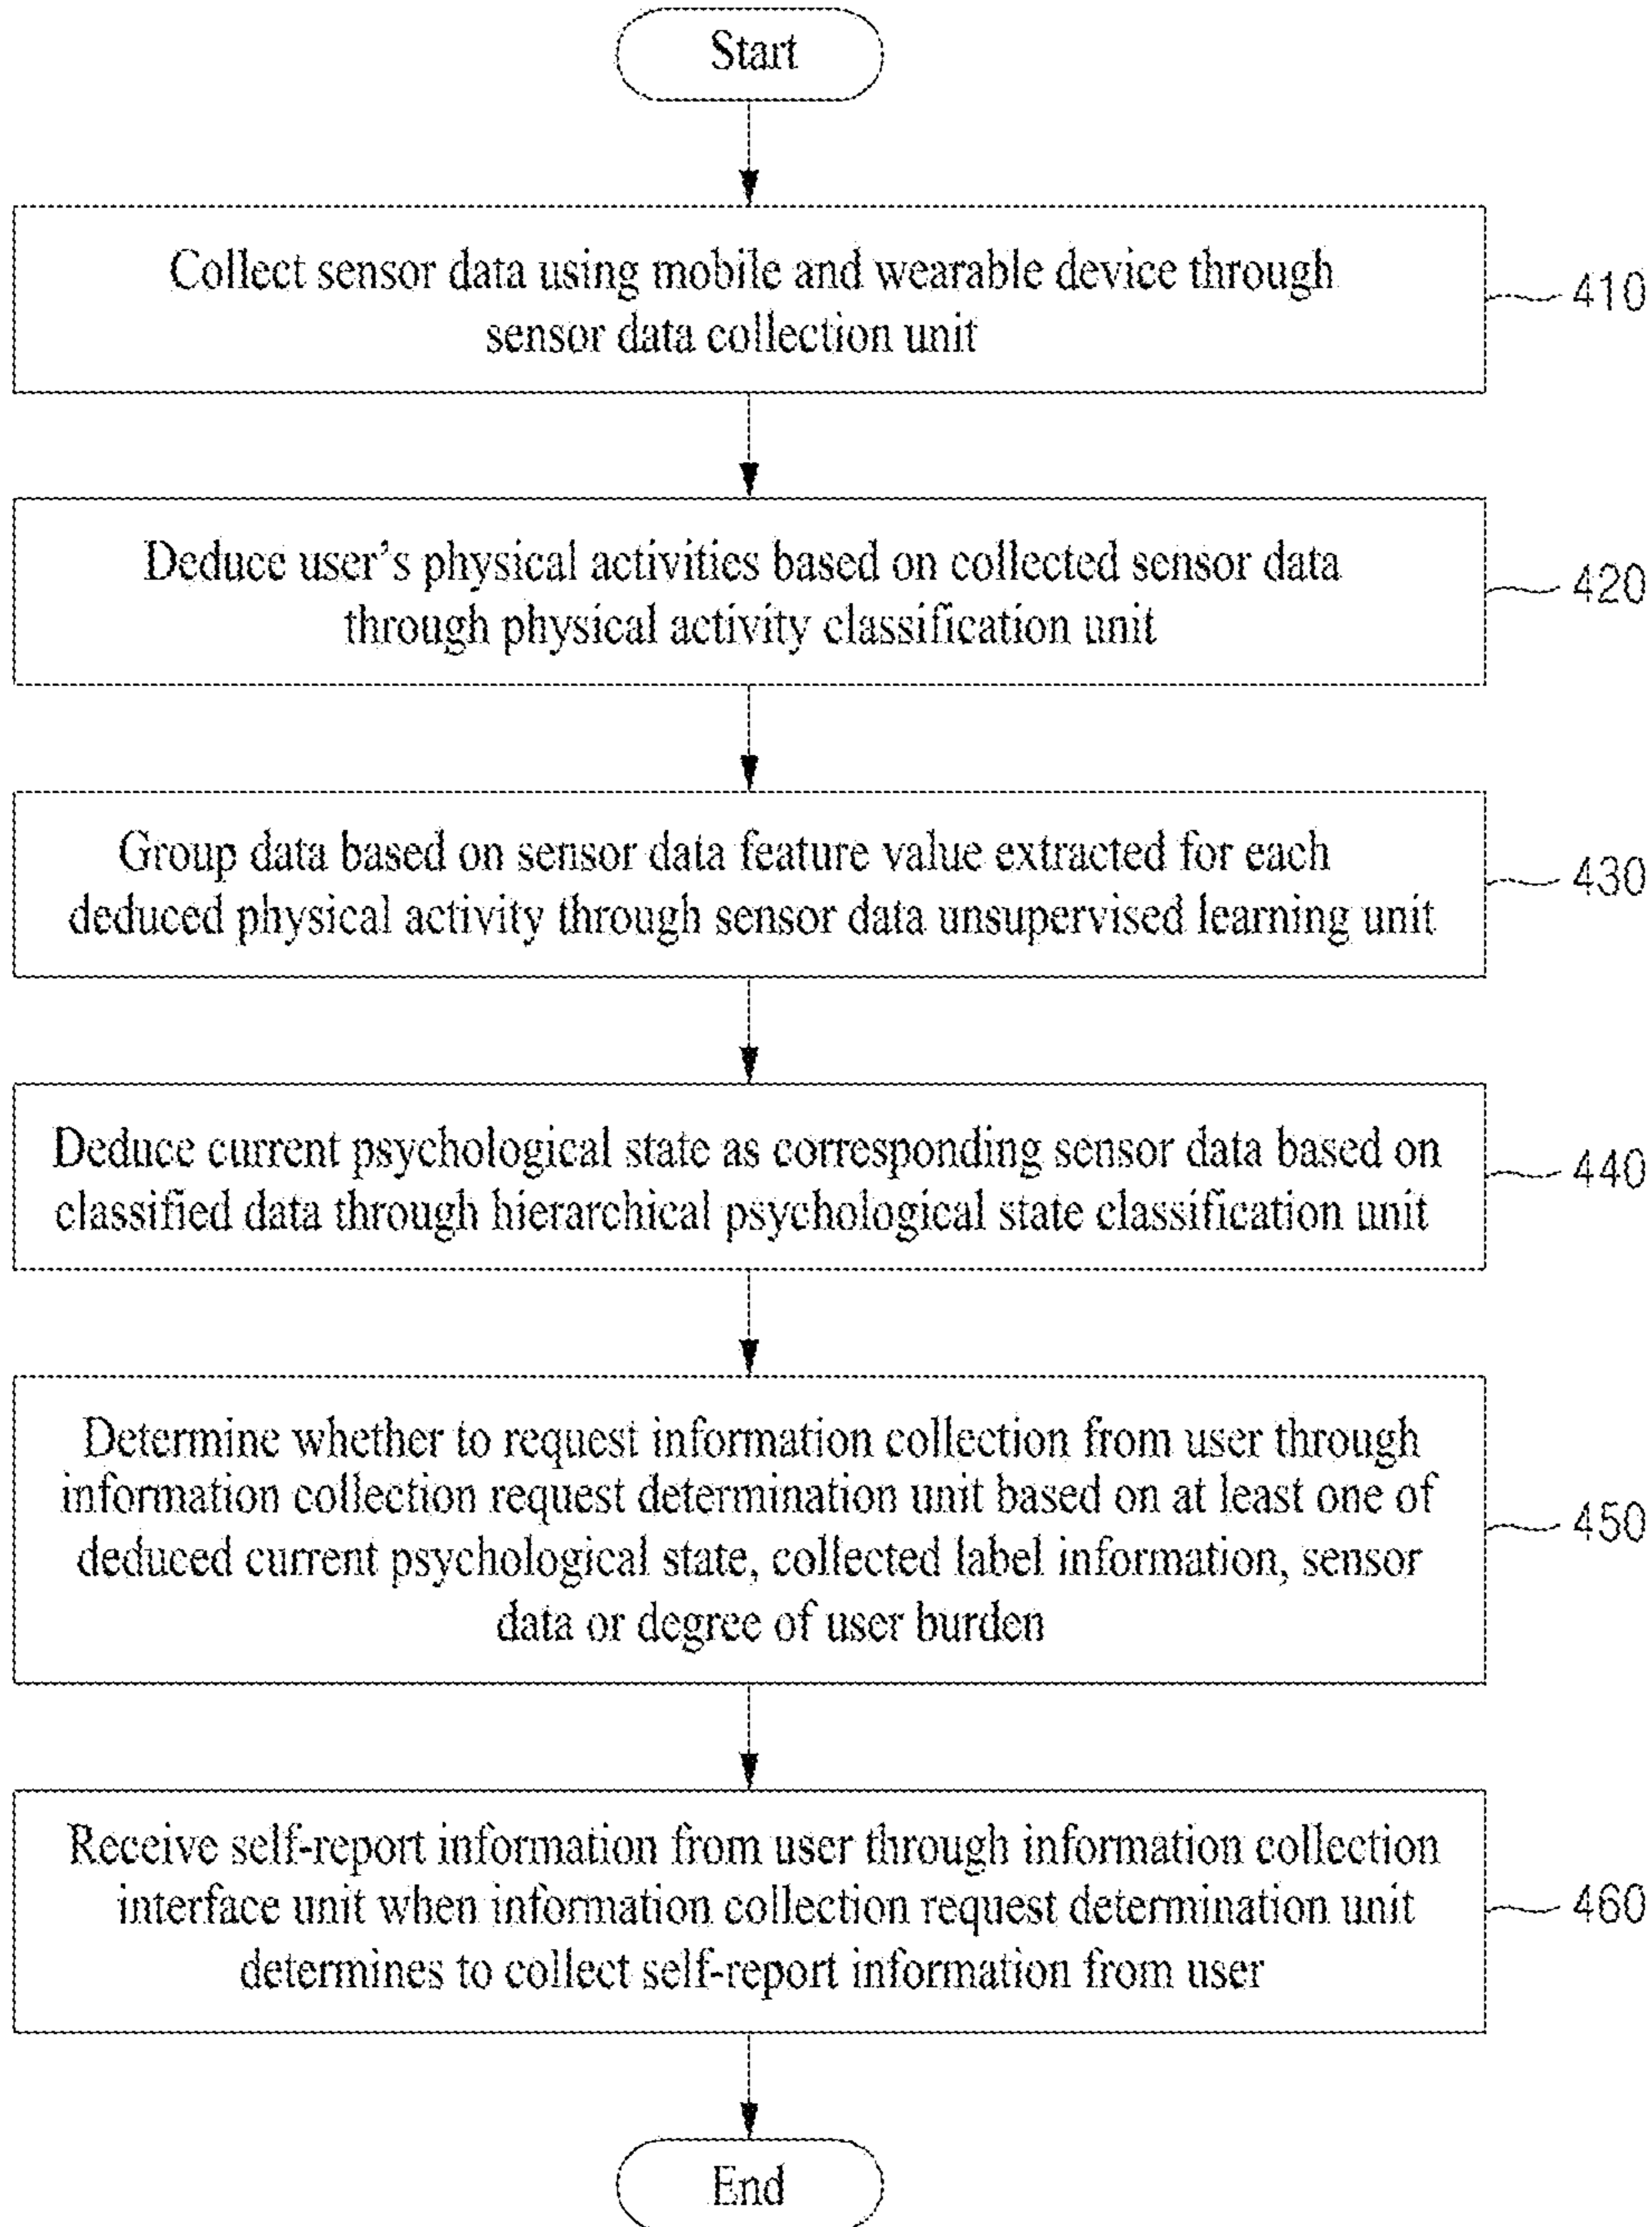 Start
Collect sensor data using mobile and wearable device through
sensor data collection unit
410
Deduce user's physical activities based on collected sensor data
through physical activity classification unit
420
Group data based on sensor data feature value extracted for each
deduced physical activity through sensor data unsupervised learning unit
430
Deduce current psychological state as corresponding sensor data based on
classified data through hierarchical psychological state classification unit
440
Determine whether to request information collection from user through
information collection request determination unit based on at least one of
deduced current psychological state, collected label information, sensor
data or degree of user burden
450
Receive self-report information from user through information collection
interface unit when information collection request determination unit
determines to collect self-report information from user
460
End